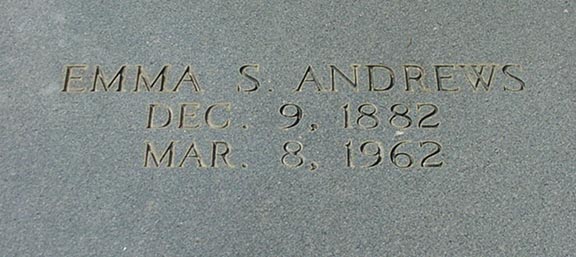 EMMA S. ANDREWS
DEC. 9, 1882
MAR. 8, 1962